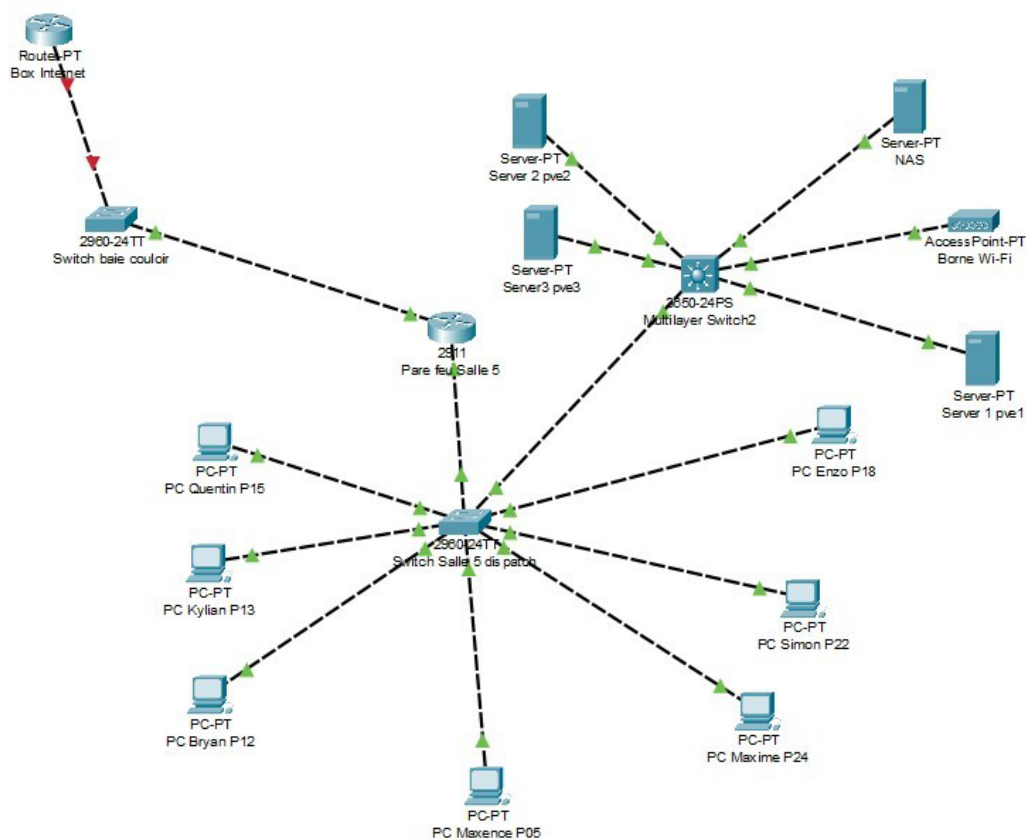 Router-PT
Box Internet
Server-PT
Server 2 pve2
Server-PT
NAS
2960-24TT
Switch baie couloir
Server-PT
Server3 pve3
AccessPoint-PT
Borne Wi-Fi
3650-24PS
Multilayer Switch2
2911
Pare feu Salle 5
Server-PT
Server 1 pve1
PC-PT
PC Quentin P15
PC-PT
PC Enzo P18
2960-24TT
Switch Salle 5 dispatch
PC-PT
PC Kylian P13
PC-PT
PC Simon P22
PC-PT
PC Bryan P12
PC-PT
PC Maxime P24
PC-PT
PC Maxence P05